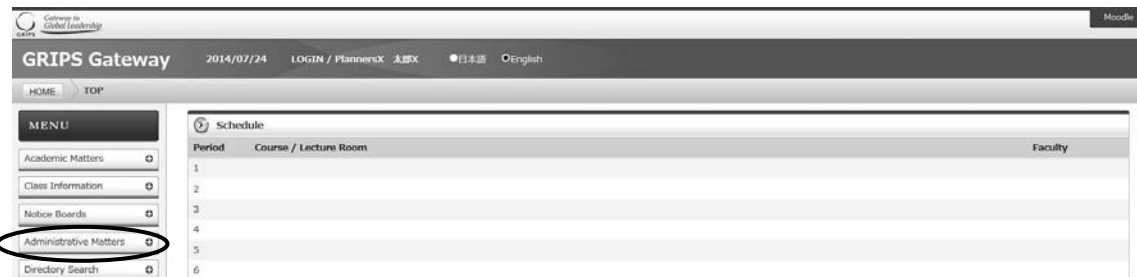 Gateway to
Global Leadership
GRIPS
Moodle
GRIPS Gateway 2014/07/24 LOGIN / PlannersX 太郎X 日本語 English
HOME TOP
MENU
Schedule
Period Course / Lecture Room Faculty
Academic Matters
1
Class Information
2
Notice Boards
3
4
Administrative Matters
5
Directory Search
6